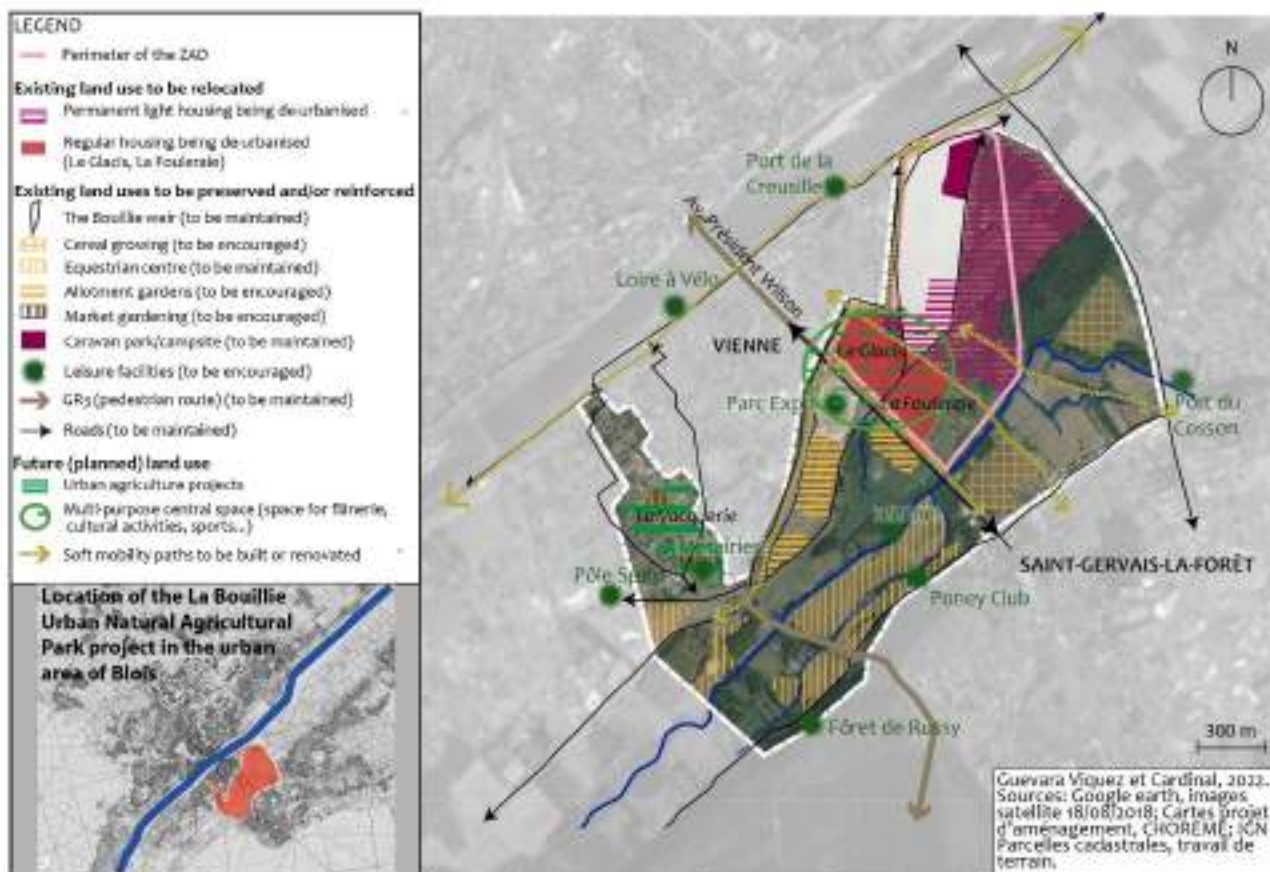 LEGEND
Perimeter of the ZAD
Existing land use to be relocated
Permanent light housing being de-urbanised
Regular housing being de-urbanised
(Le Glacis, La Fouleraie)
Existing land uses to be preserved and/or reinforced
The Bouillie weir (to be maintained)
Cereal growing (to be encouraged)
Equestrian centre (to be maintained)
Allotment gardens (to be encouraged)
Market gardening (to be encouraged)
Caravan park/campsite (to be maintained)
Leisure facilities (to be encouraged)
GR3 (pedestrian route) (to be maintained)
Roads (to be maintained)
Future (planned) land use
Urban agriculture projects
Multi-purpose central space (space for flânerie,
cultural activities, sports...)
Soft mobility paths to be built or renovated
Location of the La Bouillie
Urban Natural Agricultural
Park project in the urban
area of Blois
N
Port de la
Creusille
Av. Président Wilson
Loire à Vélo
VIENNE
Le Glacis
Parc Expo
La Fouleraie
Port du
Cosson
SAINT-GERVAIS-LA-FORÊT
Pôle
Poney Club
Fôret de Russy
300 m
Guevara Viquez et Cardinal, 2022.
Sources: Google earth, images
satellite 18/08/2018; Cartes projet
d'aménagement, CHOREME; IGN
Parcelles cadastrales, travail de
terrain.